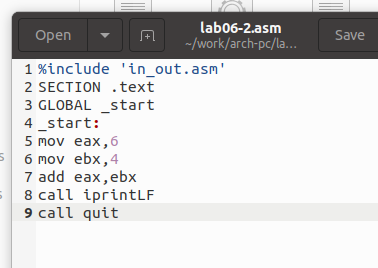 Open
lab06-2.asm
~/work/arch-pc/la...
Save
1 %include 'in_out.asm'
2 SECTION .text
3 GLOBAL _start
4 _start:
5 mov eax,6
6 mov ebx,4
7 add eax,ebx
8 call iprintLF
9 call quit